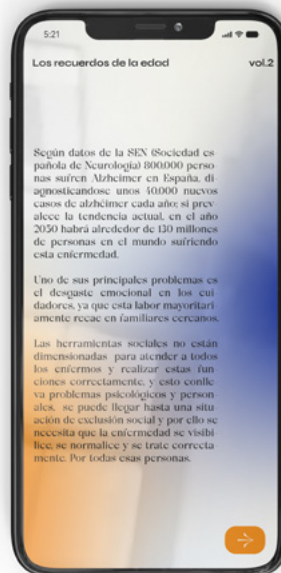 5:21
Los recuerdos de la edad
vol.2
Según datos de la SEN (Sociedad es
pañola de Neurología) 800.000 perso
nas sufren Alzheimer en España, di
agnosticandose unos 40.000 nuevos
casos de alzhéimer cada año; si prev
alece la tendencia actual, en el año
2050 habrá alrededor de 130 millones
de personas en el mundo sufriendo
esta enfermedad.
Uno de sus principales problemas es
el desgaste emocional en los cui
dadores, ya que esta labor mayoritari
amente recae en familiares cercanos.
Las herramientas sociales no están
dimensionadas para atender a todos
los enfermos y realizar estas fun
ciones correctamente, y esto conlle
va problemas psicológicos y person
ales, se puede llegar hasta una situ
ación de exclusión social y por ello se
necesita que la enfermedad se visibi
lice, se normalice y se trate correcta
mente. Por todas esas personas.